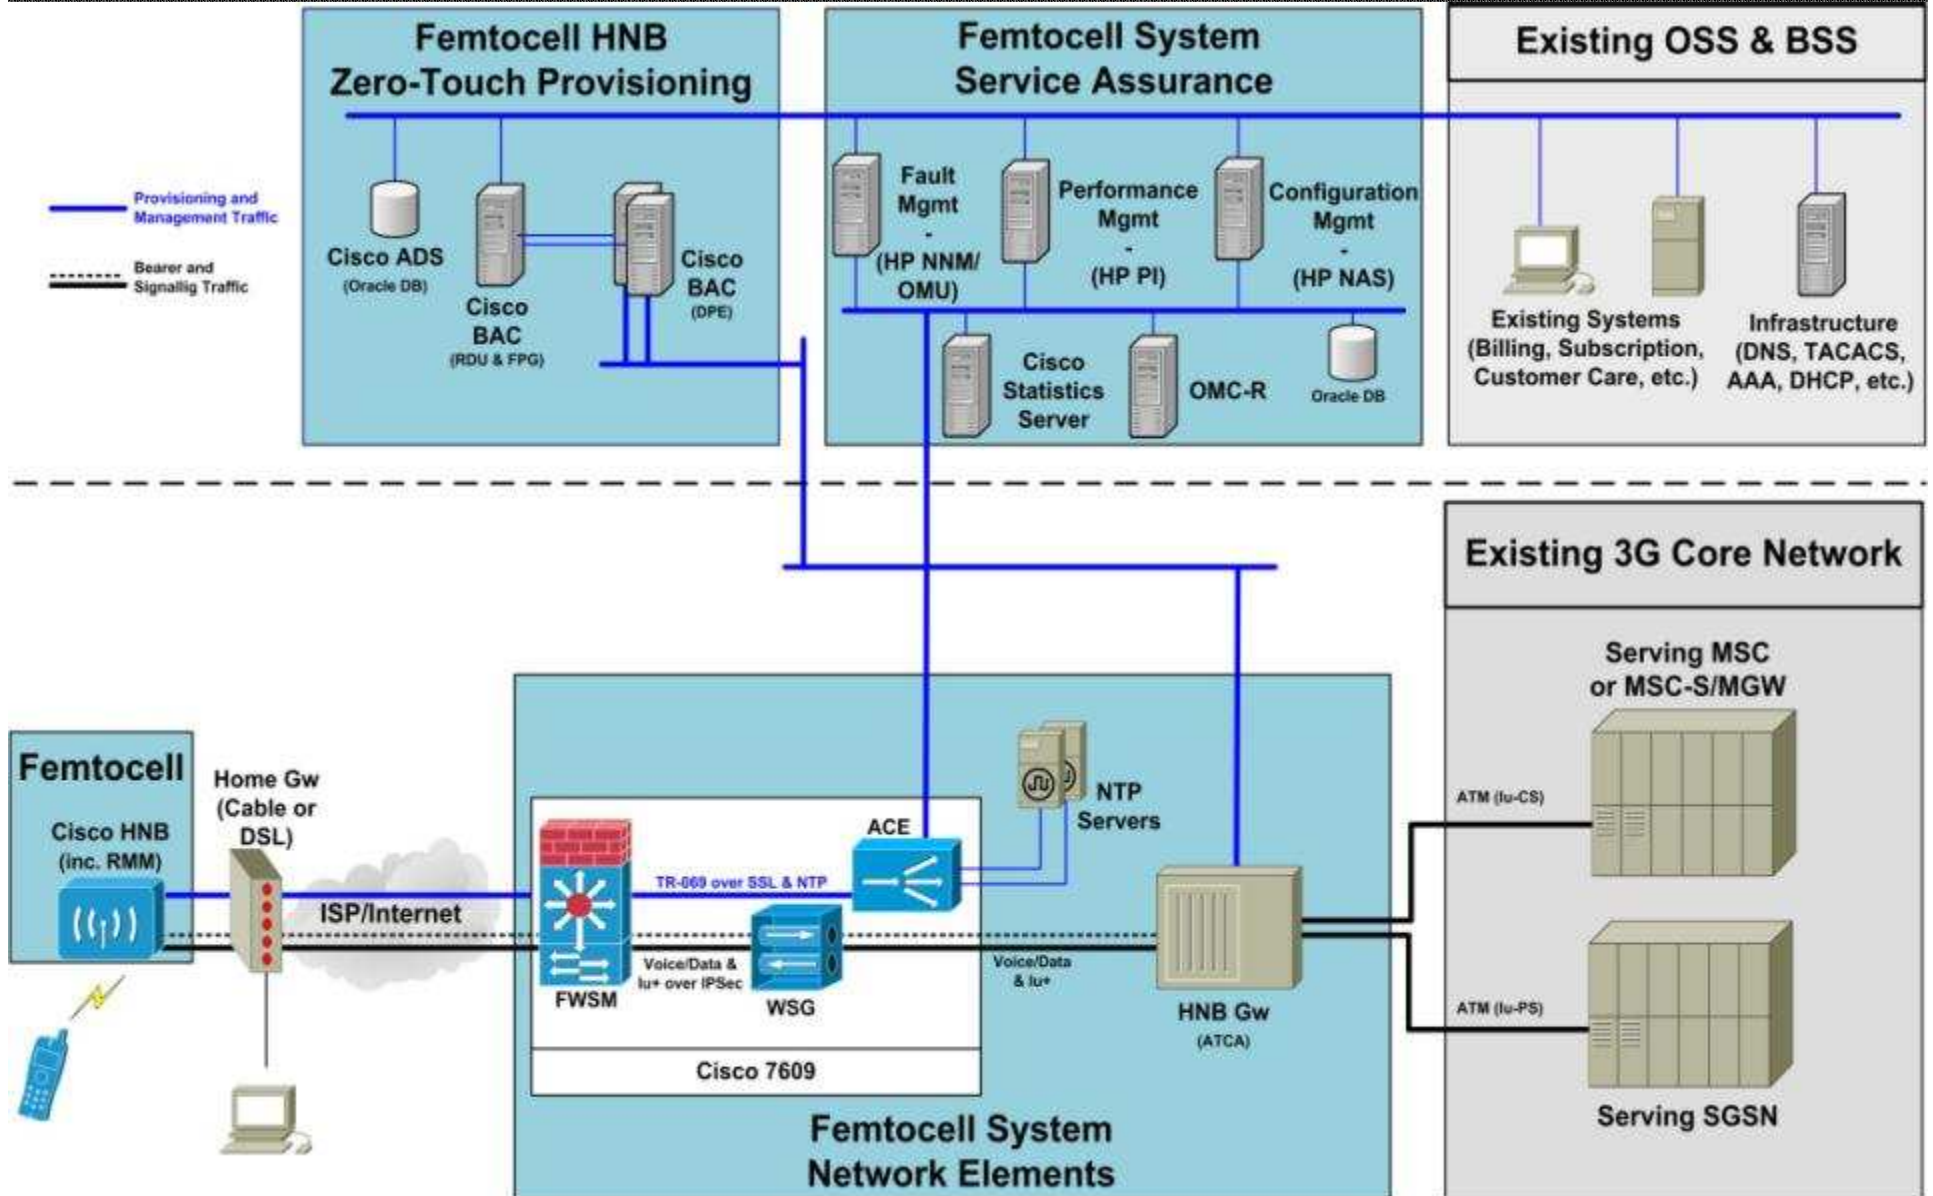 Femtocell HNB
Zero-Touch Provisioning
Femtocell System
Service Assurance
Existing OSS & BSS
Provisioning and
Management Traffic
Bearer and
Signallig Traffic
Cisco ADS
(Oracle DB)
Cisco
BAC
(RDU & FPG)
Cisco
BAC
(DPE)
Fault
Mgmt
-
(HP NNM/
OMU)
Performance
Mgmt
-
(HP PI)
Configuration
Mgmt
-
(HP NAS)
Cisco
Statistics
Server
OMC-R
Oracle DB
Existing Systems
(Billing, Subscription,
Customer Care, etc.)
Infrastructure
(DNS, TACACS,
AAA, DHCP, etc.)
Existing 3G Core Network
Serving MSC
or MSC-S/MGW
ATM (Iu-CS)
ATM (Iu-PS)
Serving SGSN
Femtocell
Cisco HNB
(inc. RMM)
Home Gw
(Cable or
DSL)
ISP/Internet
FWSM
TR-069 over SSL & NTP
ACE
Voice/Data &
Iu+ over IPSec
WSG
Cisco 7609
NTP
Servers
Voice/Data
& Iu+
HNB Gw
(ATCA)
Femtocell System
Network Elements